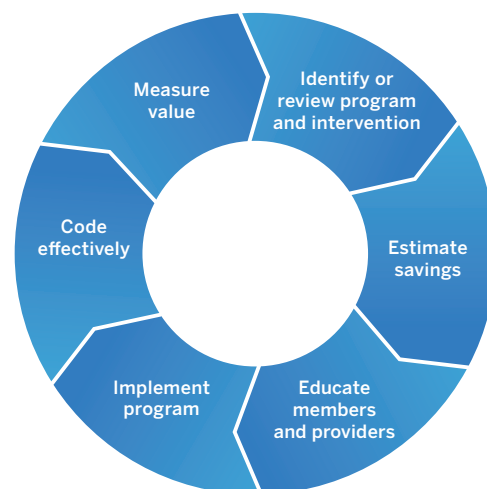 Identify or
review program
and intervention
Estimate
savings
Educate
members
and providers
Implement
program
Code
effectively
Measure
value